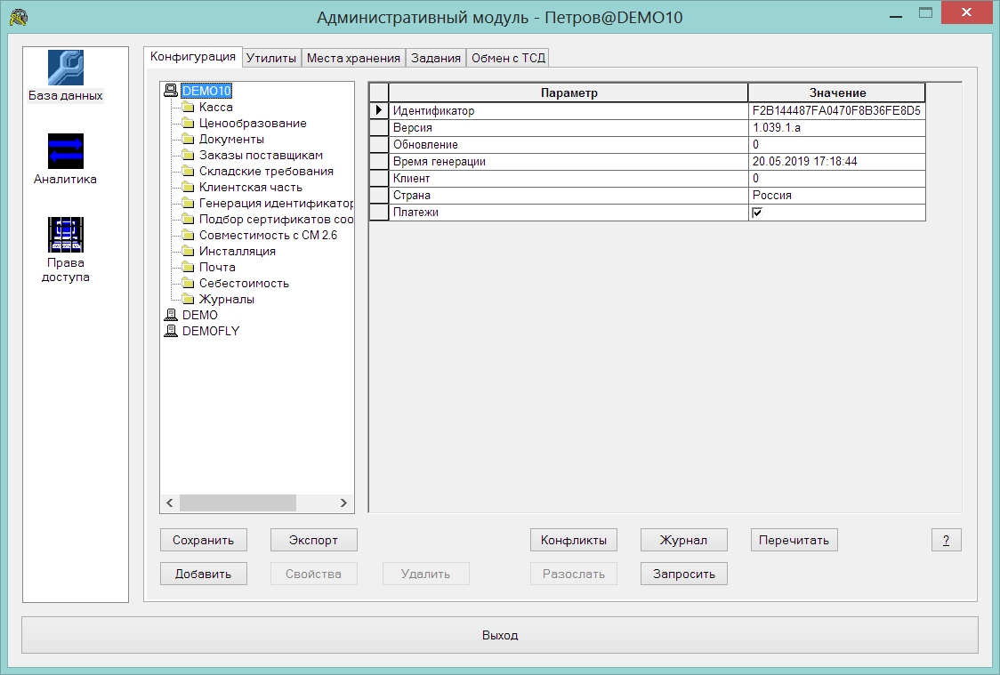 Административный модуль - Петров@DEMO10
База данных
Аналитика
Права
доступа
Конфигурация Утилиты Места хранения Задания Обмен с ТСД
DEMO10
Касса
Ценообразование
Документы
Заказы поставщикам
Складские требования
Клиентская часть
Генерация идентификатор
Подбор сертификатов соо
Совместимость с СМ 2.6
Инсталляция
Почта
Себестоимость
Журналы
DEMO
DEMOFLY
Параметр Значение
Идентификатор F2B144487FA0470F8B36FE8D5
Версия 1.039.1.a
Обновление 0
Время генерации 20.05.2019 17:18:44
Клиент 0
Страна Россия
Платежи
Сохранить Экспорт Конфликты Журнал Перечитать ?
Добавить Свойства Удалить Разослать Запросить
Выход